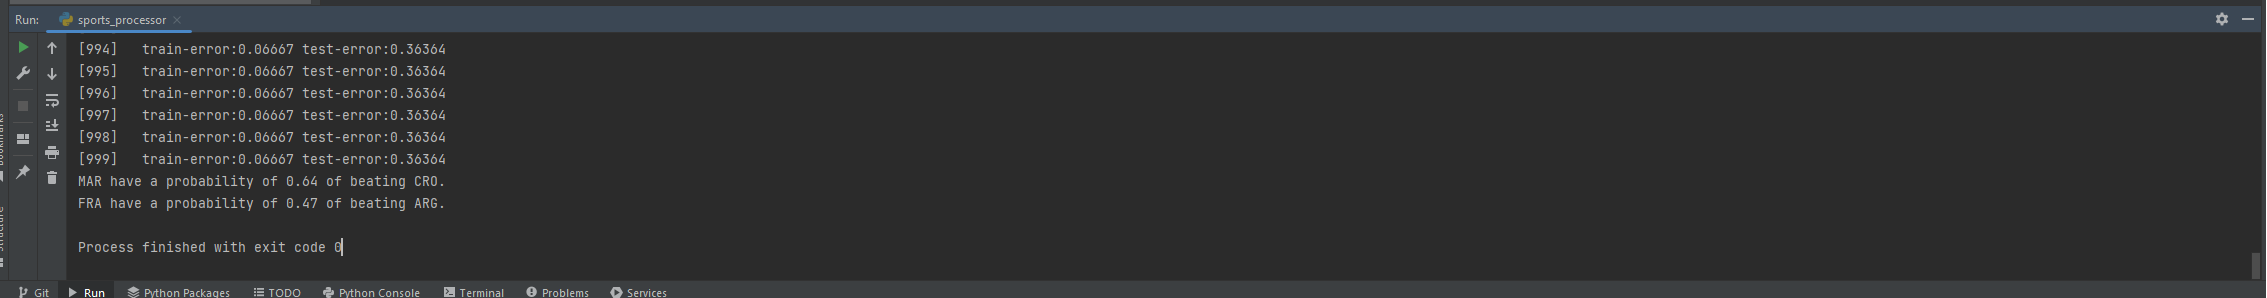 Run: sports_processor
[994] train-error:0.06667 test-error:0.36364
[995] train-error:0.06667 test-error:0.36364
[996] train-error:0.06667 test-error:0.36364
[997] train-error:0.06667 test-error:0.36364
[998] train-error:0.06667 test-error:0.36364
[999] train-error:0.06667 test-error:0.36364
MAR have a probability of 0.64 of beating CRO.
FRA have a probability of 0.47 of beating ARG.
Process finished with exit code 0
Git Run Python Packages TODO Python Console Terminal Problems Services